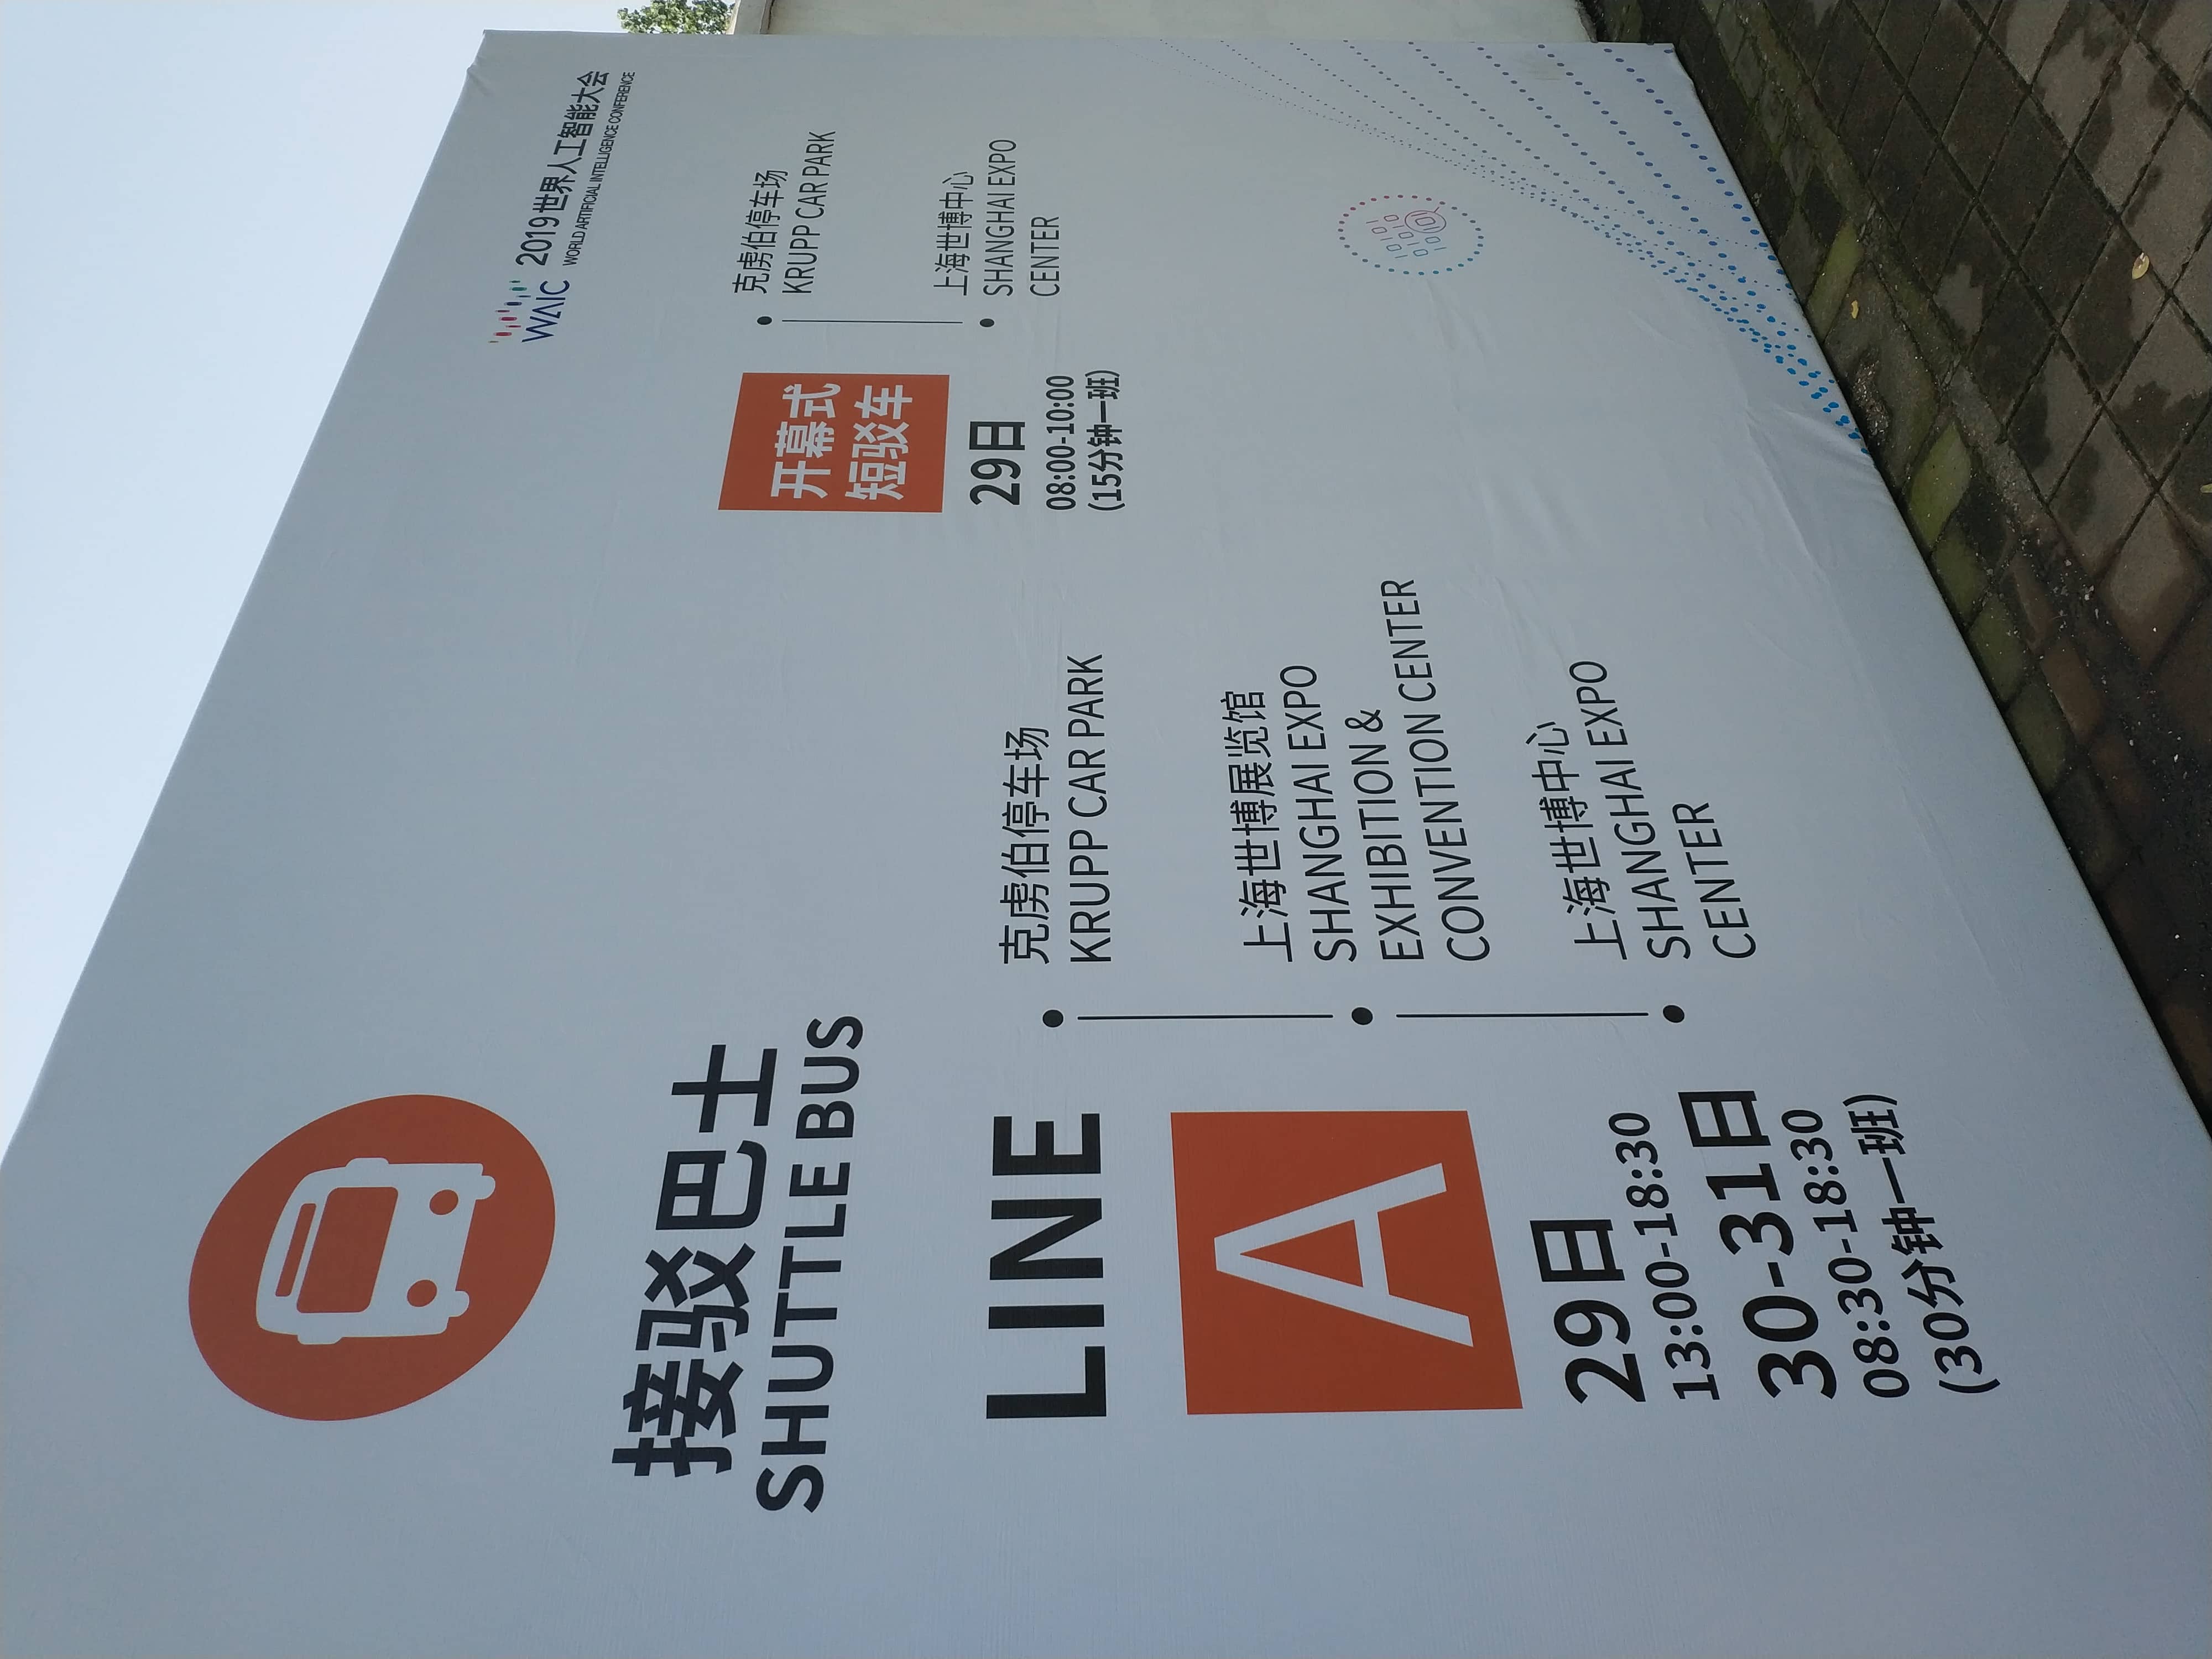 接驳巴士
SHUTTLE BUS
LINE
A
29日
13:00-18:30
30-31日
08:30-18:30
(30分钟一班)
克虏伯停车场
KRUPP CAR PARK
上海世博展览馆
SHANGHAI EXPO
EXHIBITION &
CONVENTION CENTER
上海世博中心
SHANGHAI EXPO
CENTER
WAIC
2019世界人工智能大会
WORLD ARTIFICIAL INTELLIGENCE CONFERENCE
开幕式
短驳车
29日
08:00-10:00
(15分钟一班)
克虏伯停车场
KRUPP CAR PARK
上海世博中心
SHANGHAI EXPO
CENTER
10101
01010
10101